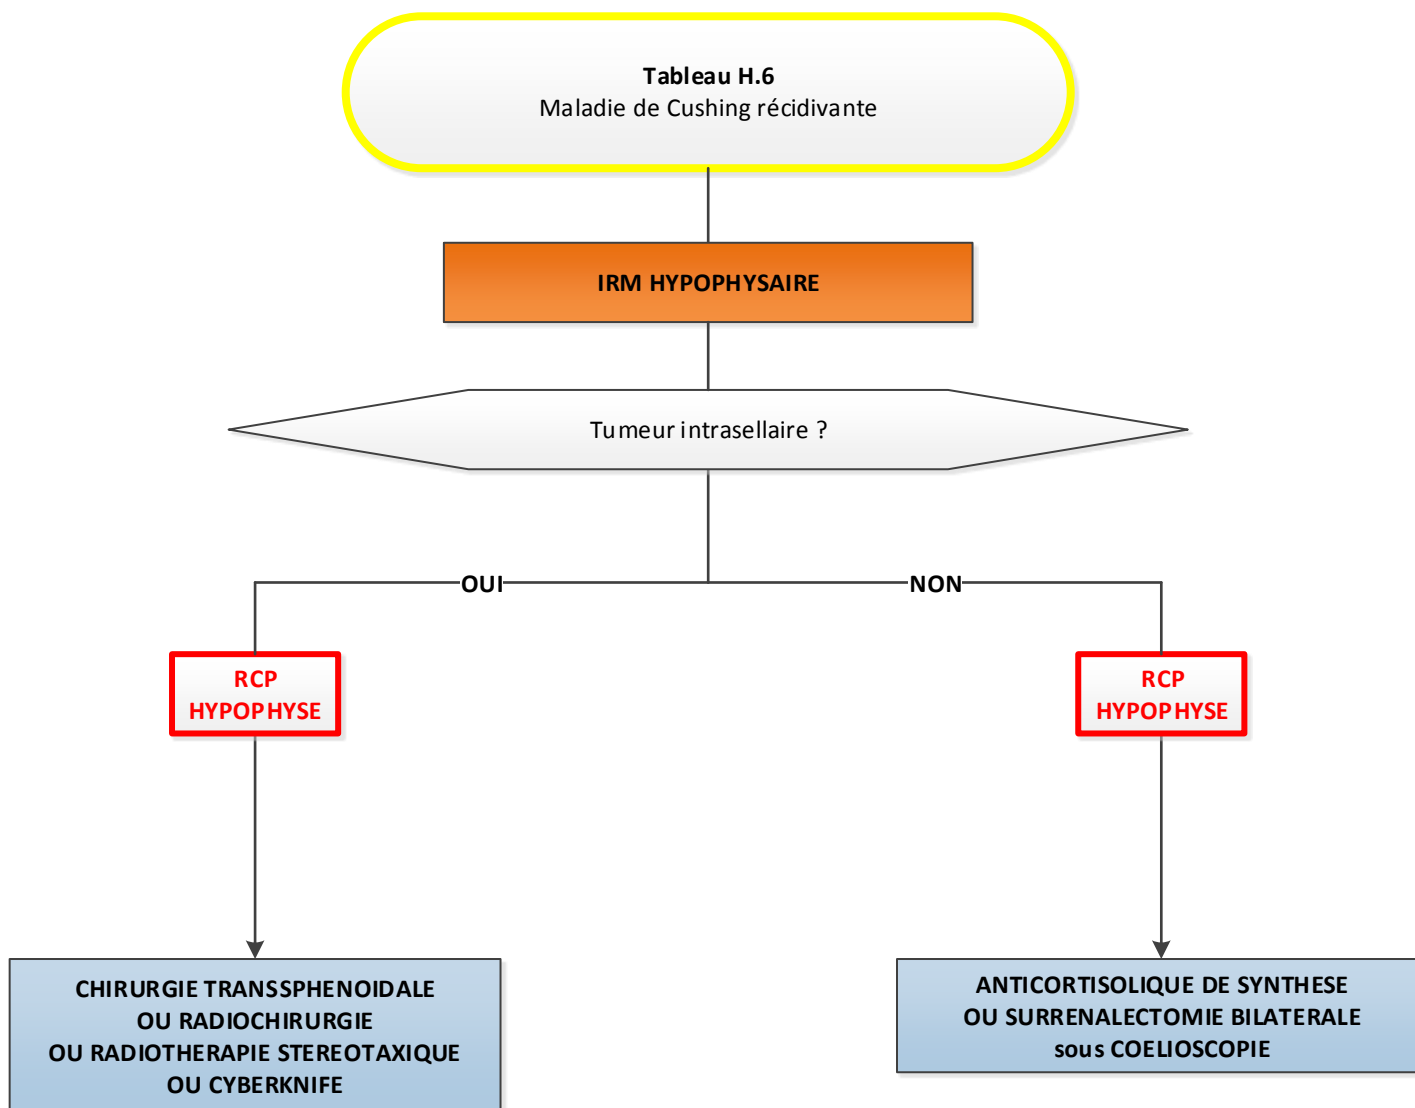 Tableau H.6
Maladie de Cushing récidivante
IRM HYPOPHYSAIRE
Tumeur intrasellaire ?
OUI
NON
RCP
HYPOPHYSE
RCP
HYPOPHYSE
CHIRURGIE TRANSSPHENOIDALE
OU RADIOCHIRURGIE
OU RADIOTHERAPIE STEREOTAXIQUE
OU CYBERKNIFE
ANTICORTISOLIQUE DE SYNTHESE
OU SURRENALECTOMIE BILATERALE
sous COELIOSCOPIE